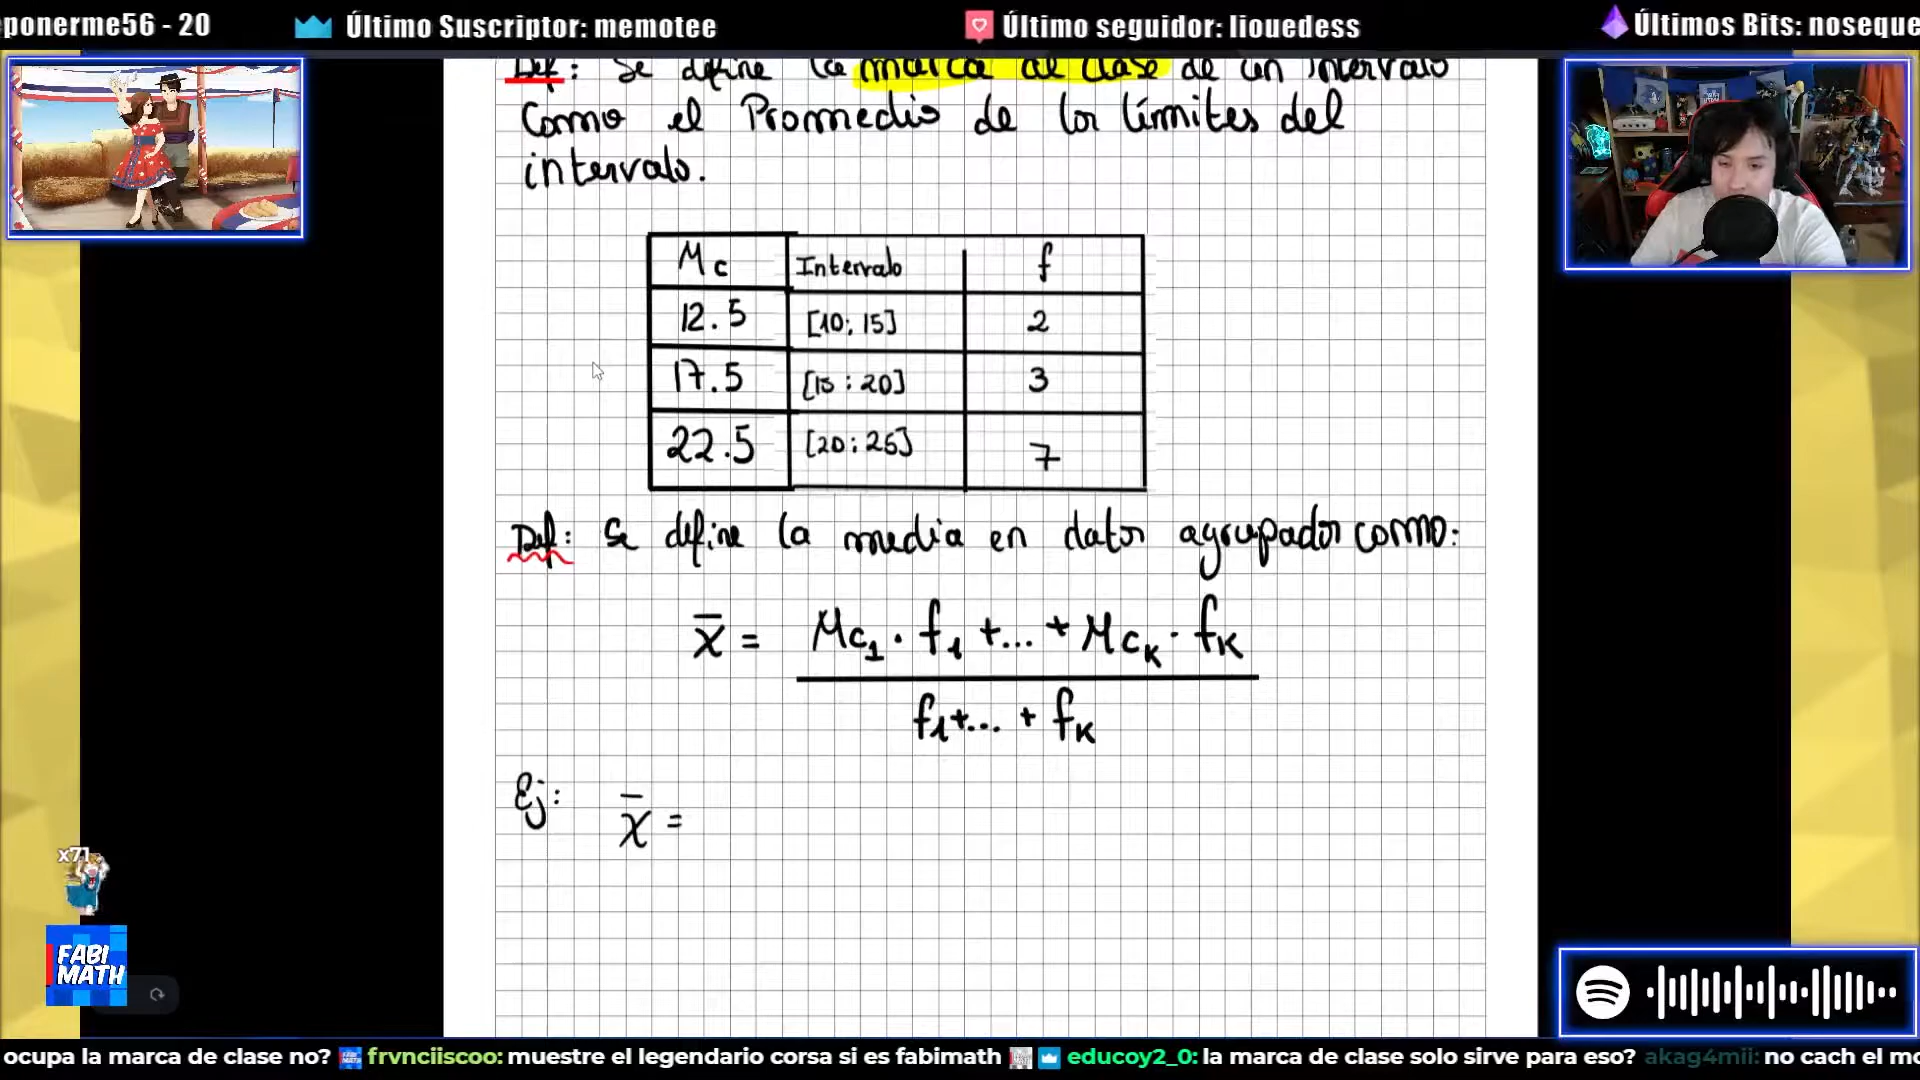 ponerme56 - 20
Último Suscriptor: memotee
Último seguidor: liouedess
Últimos Bits: noseque
Def: Se define la marca de clase de un intervalo
Como el Promedio de los límites del
intervalo.
Mc Intervalo f
12.5 [10; 15] 2
17.5 [15 : 20] 3
22.5 [20 : 25] 7
Def: Se define la media en datos agrupados como:
x̄ = Mc₁ · f₁ + ... + Mcₖ · fₖ
f₁ + ... + fₖ
Ej: x̄ =
x71
FABI
MATH
ocupa la marca de clase no? frvnciiscoo: muestre el legendario corsa si es fabimath educoy2_0: la marca de clase solo sirve para eso? akag4mii: no cach el mo